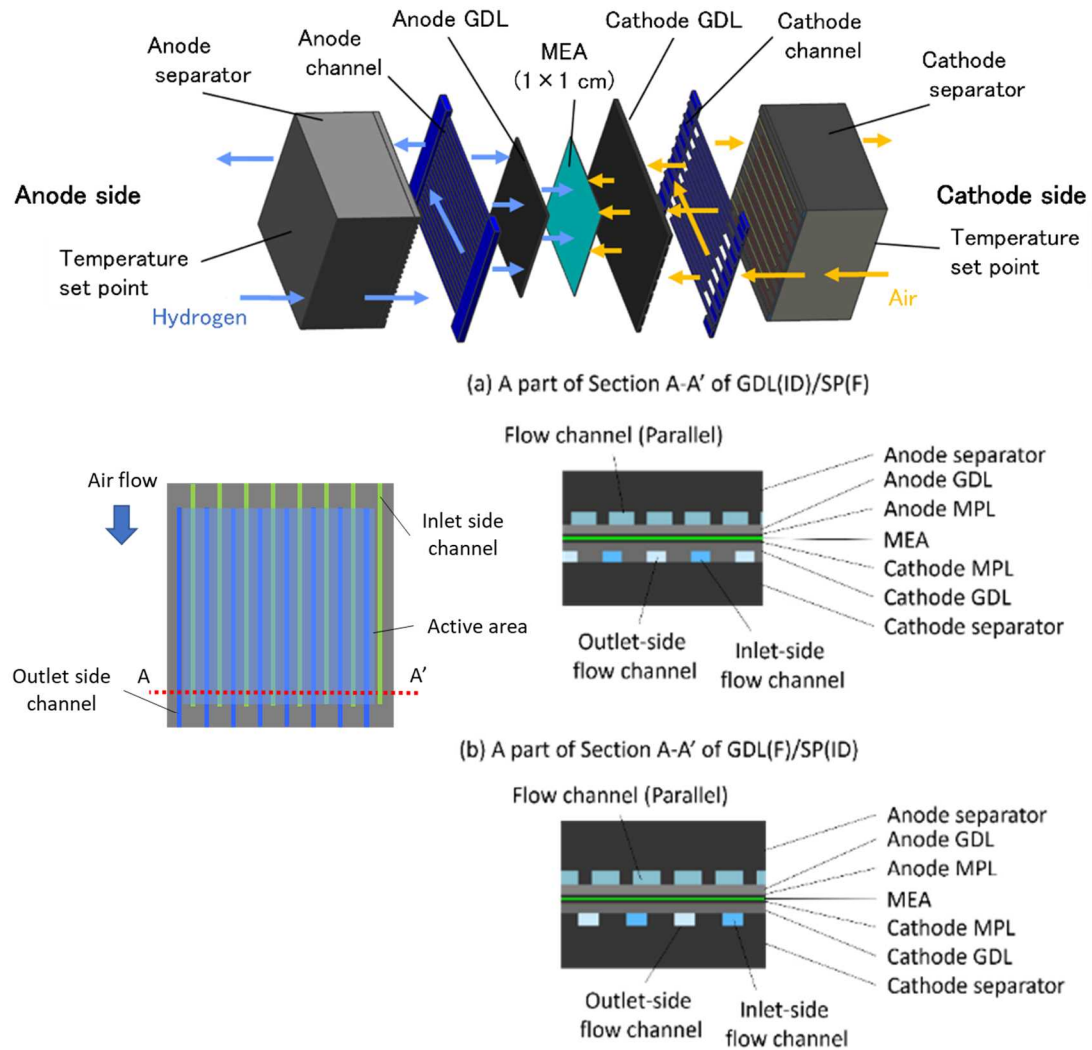 Anode GDL
Cathode GDL
Anode
channel
MEA
(1×1 cm)
Cathode
channel
Anode
separator
Cathode
separator
Anode side
Cathode side
Temperature
set point
Temperature
set point
Hydrogen
Air
(a) A part of Section A-A' of GDL(ID)/SP(F)
Flow channel (Parallel)
Anode separator
Anode GDL
Anode MPL
MEA
Cathode MPL
Cathode GDL
Cathode separator
Outlet-side
flow channel
Inlet-side
flow channel
Air flow
Inlet side
channel
Active area
Outlet side
channel
A
A'
(b) A part of Section A-A' of GDL(F)/SP(ID)
Flow channel (Parallel)
Anode separator
Anode GDL
Anode MPL
MEA
Cathode MPL
Cathode GDL
Cathode separator
Outlet-side
flow channel
Inlet-side
flow channel